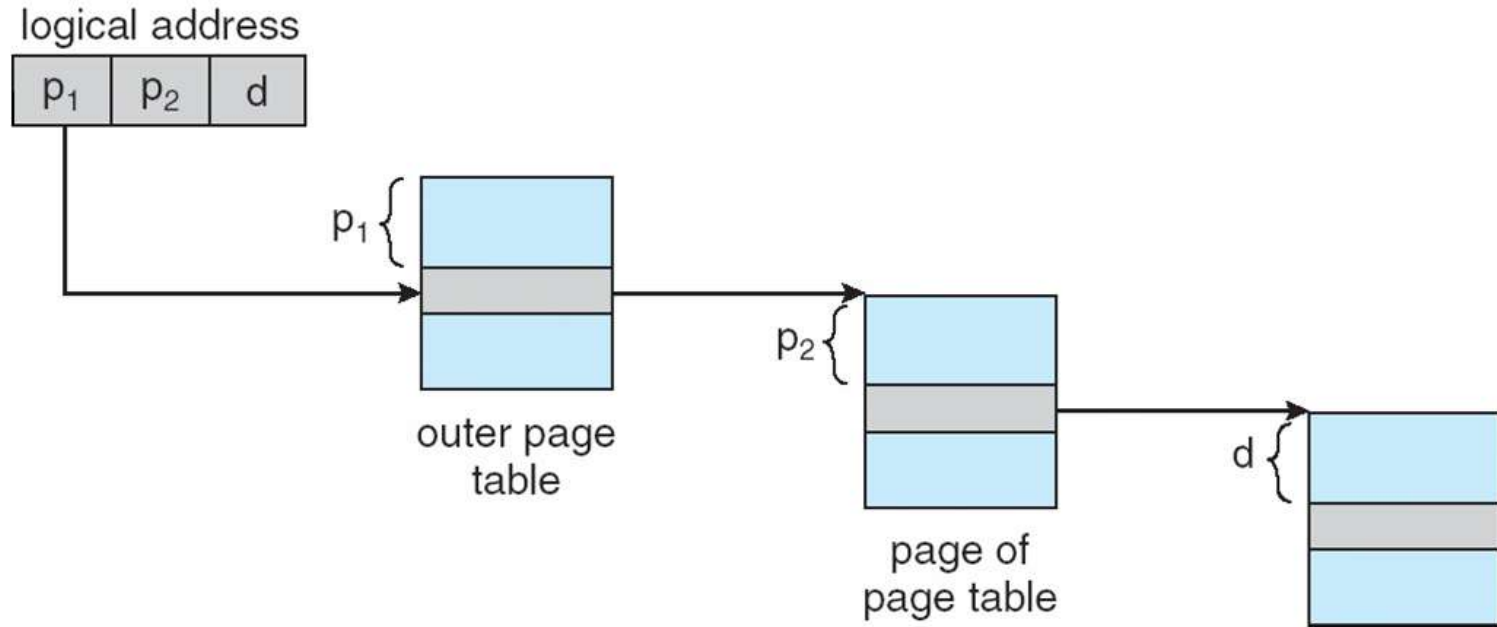 logical address
p₁ p₂ d
p₁
outer page
table
p₂
page of
page table
d